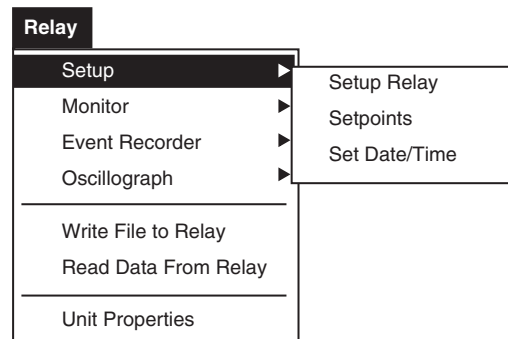 Relay
Setup
Monitor
Event Recorder
Oscillograph
Write File to Relay
Read Data From Relay
Unit Properties
Setup Relay
Setpoints
Set Date/Time